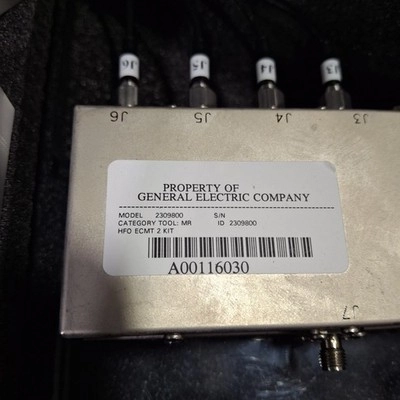 J6 J5 J4 J3
J6 J5 J4 J3
PROPERTY OF
GENERAL ELECTRIC COMPANY
MODEL 2309800 S/N
CATEGORY TOOL: MR ID 2309800
HFO ECMT 2 KIT
A00116030
J7